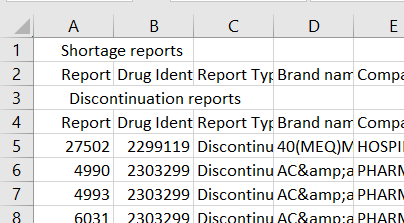 A B C D E
1 Shortage reports
2 Report Drug Ident Report Typ Brand nam Compa
3 Discontinuation reports
4 Report Drug Ident Report Typ Brand nam Compa
5 27502 2299119 Discontinu 40(MEQ)M HOSPI
6 4990 2303299 Discontinu AC&amp;a PHARM
7 4993 2303299 Discontinu AC&amp;a PHARM
8 6031 2303299 Discontinu AC&amp;a PHARM